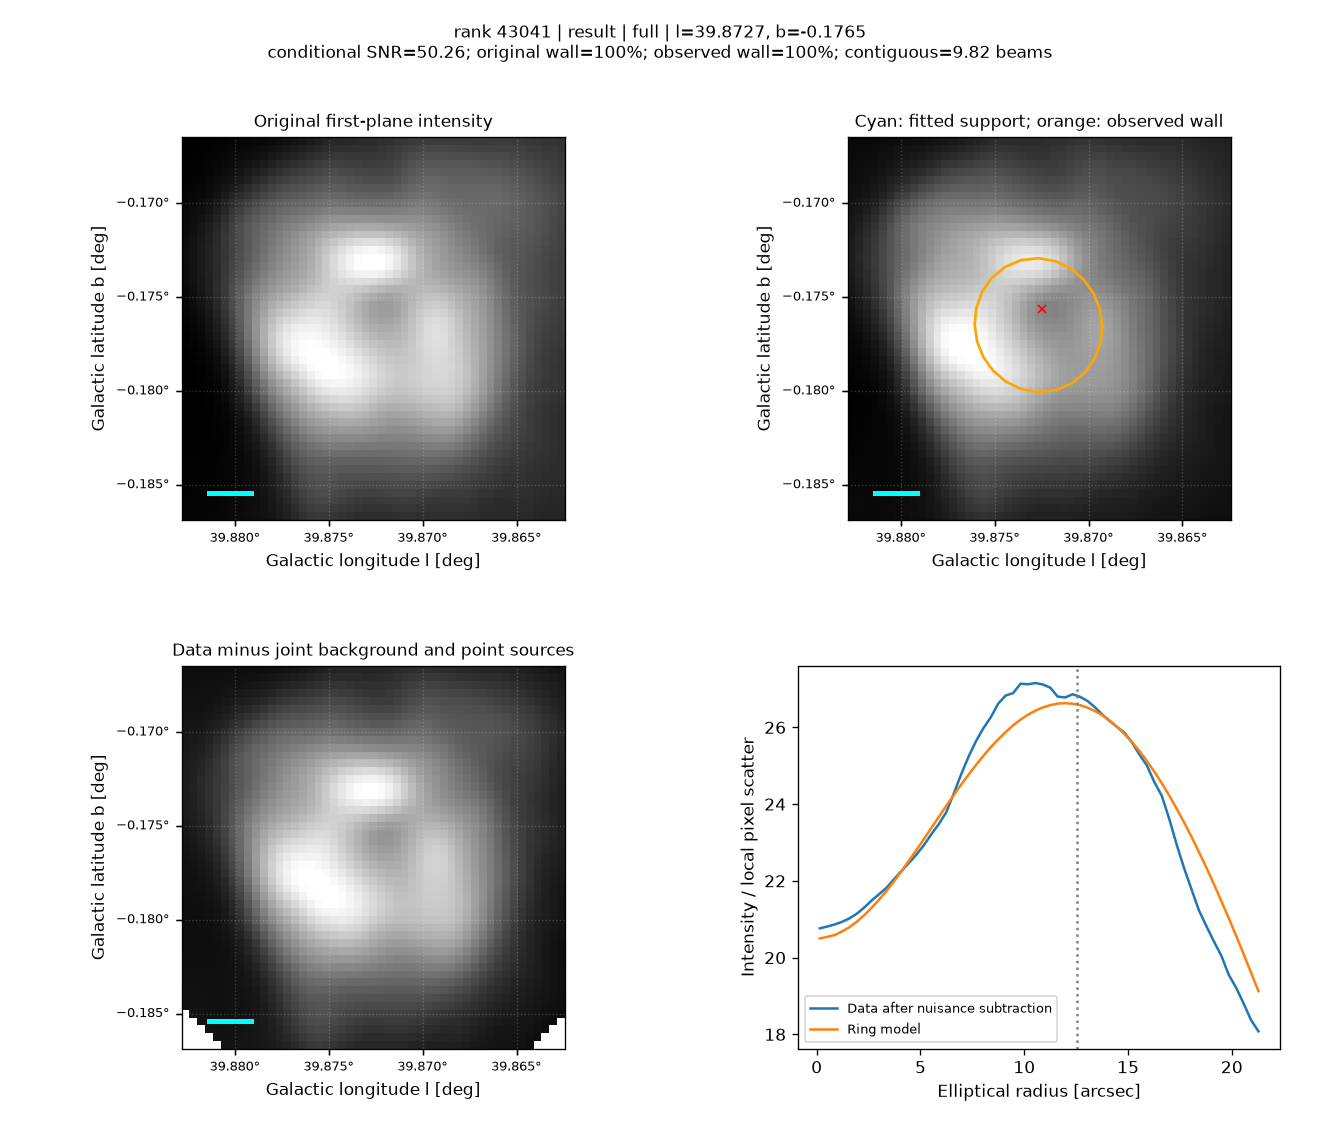 rank 43041 | result | full | l=39.8727, b=-0.1765
conditional SNR=50.26; original wall=100%; observed wall=100%; contiguous=9.82 beams
Original first-plane intensity
Galactic latitude b [deg]
−0.170°
−0.175°
−0.180°
−0.185°
39.880° 39.875° 39.870° 39.865°
Galactic longitude l [deg]
Cyan: fitted support; orange: observed wall
Galactic latitude b [deg]
−0.170°
−0.175°
−0.180°
−0.185°
39.880° 39.875° 39.870° 39.865°
Galactic longitude l [deg]
Data minus joint background and point sources
Galactic latitude b [deg]
−0.170°
−0.175°
−0.180°
−0.185°
39.880° 39.875° 39.870° 39.865°
Galactic longitude l [deg]
Intensity / local pixel scatter
26
24
22
20
18
Data after nuisance subtraction
Ring model
0 5 10 15 20
Elliptical radius [arcsec]